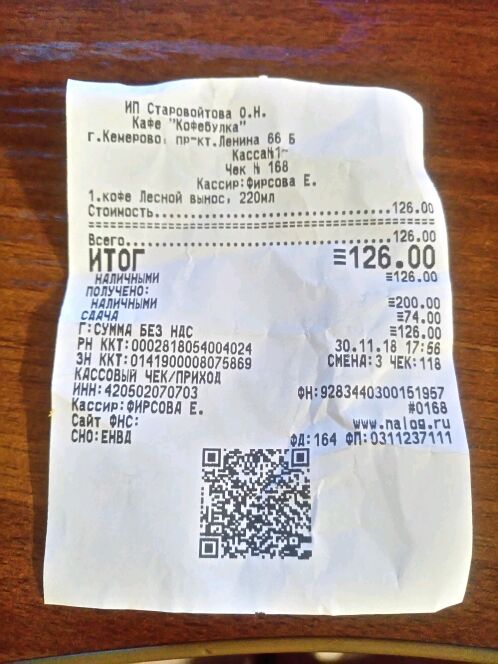 ИП Старовойтова О.Н.
Кафе "Кофебулка"
г.Кемерово, пр-кт.Ленина 66 Б
Касса№1-
Чек № 168
Кассир:Фирсова Е.
1.кофе Лесной вынос, 220мл
Стоимость..............................126.00
========================================
Всего..................................126.00
ИТОГ ≡126.00
НАЛИЧНЫМИ ≡126.00
ПОЛУЧЕНО:
НАЛИЧНЫМИ ≡200.00
СДАЧА ≡74.00
Г:СУММА БЕЗ НДС ≡126.00
РН ККТ:0002818054004024 30.11.18 17:56
ЗН ККТ:01419000008075869 СМЕНА:3 ЧЕК:118
КАССОВЫЙ ЧЕК/ПРИХОД
ИНН:420502070703 ФН:9283440300151957
Кассир:ФИРСОВА Е. #0168
Сайт ФНС: www.nalog.ru
СНО:ЕНВД ФД:164 ФП:0311237111